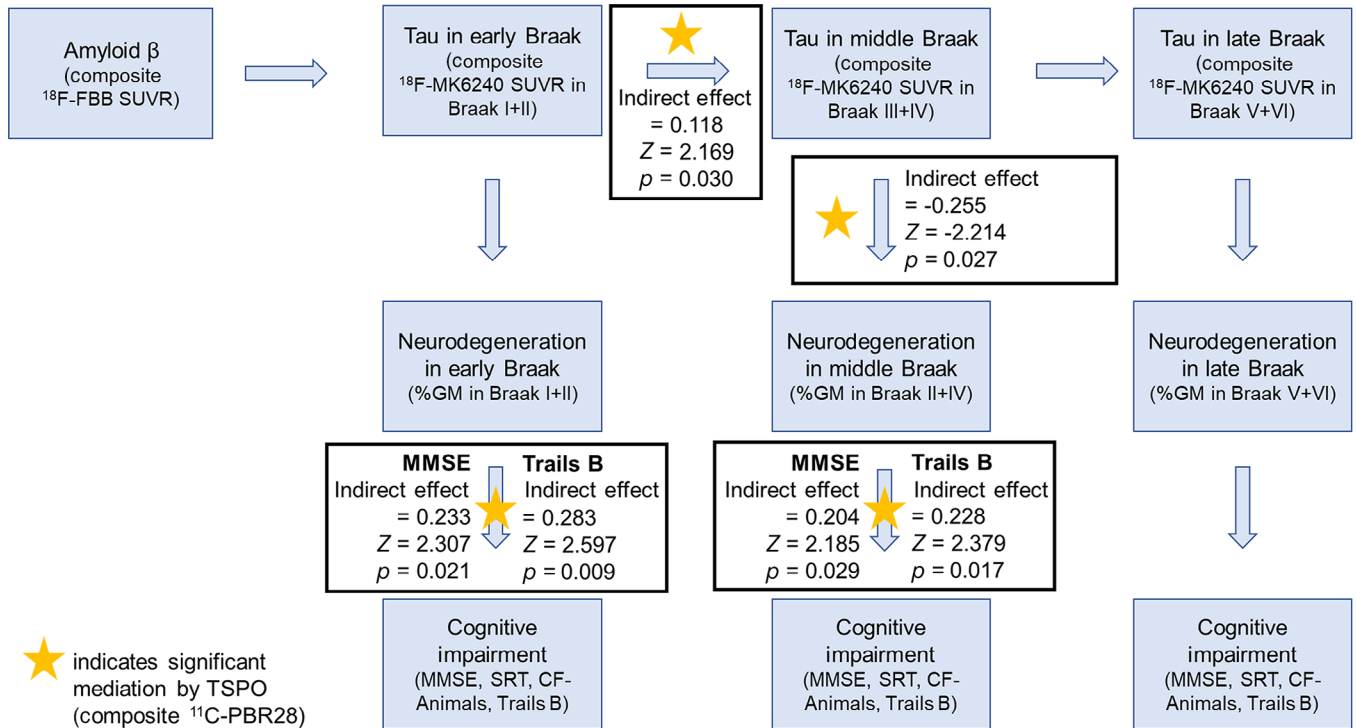 Amyloid β
(composite
¹⁸F-FBB SUVR)
Tau in early Braak
(composite
¹⁸F-MK6240 SUVR in
Braak I+II)
Indirect effect
= 0.118
Z = 2.169
p = 0.030
Tau in middle Braak
(composite
¹⁸F-MK6240 SUVR in
Braak III+IV)
Tau in late Braak
(composite
¹⁸F-MK6240 SUVR in
Braak V+VI)
Indirect effect
= -0.255
Z = -2.214
p = 0.027
Neurodegeneration
in early Braak
(%GM in Braak I+II)
Neurodegeneration
in middle Braak
(%GM in Braak II+IV)
Neurodegeneration
in late Braak
(%GM in Braak V+VI)
MMSE
Indirect effect
= 0.233
Z = 2.307
p = 0.021
Trails B
Indirect effect
= 0.283
Z = 2.597
p = 0.009
MMSE
Indirect effect
= 0.204
Z = 2.185
p = 0.029
Trails B
Indirect effect
= 0.228
Z = 2.379
p = 0.017
Cognitive
impairment
(MMSE, SRT, CF-
Animals, Trails B)
Cognitive
impairment
(MMSE, SRT, CF-
Animals, Trails B)
Cognitive
impairment
(MMSE, SRT, CF-
Animals, Trails B)
indicates significant
mediation by TSPO
(composite ¹¹C-PBR28)